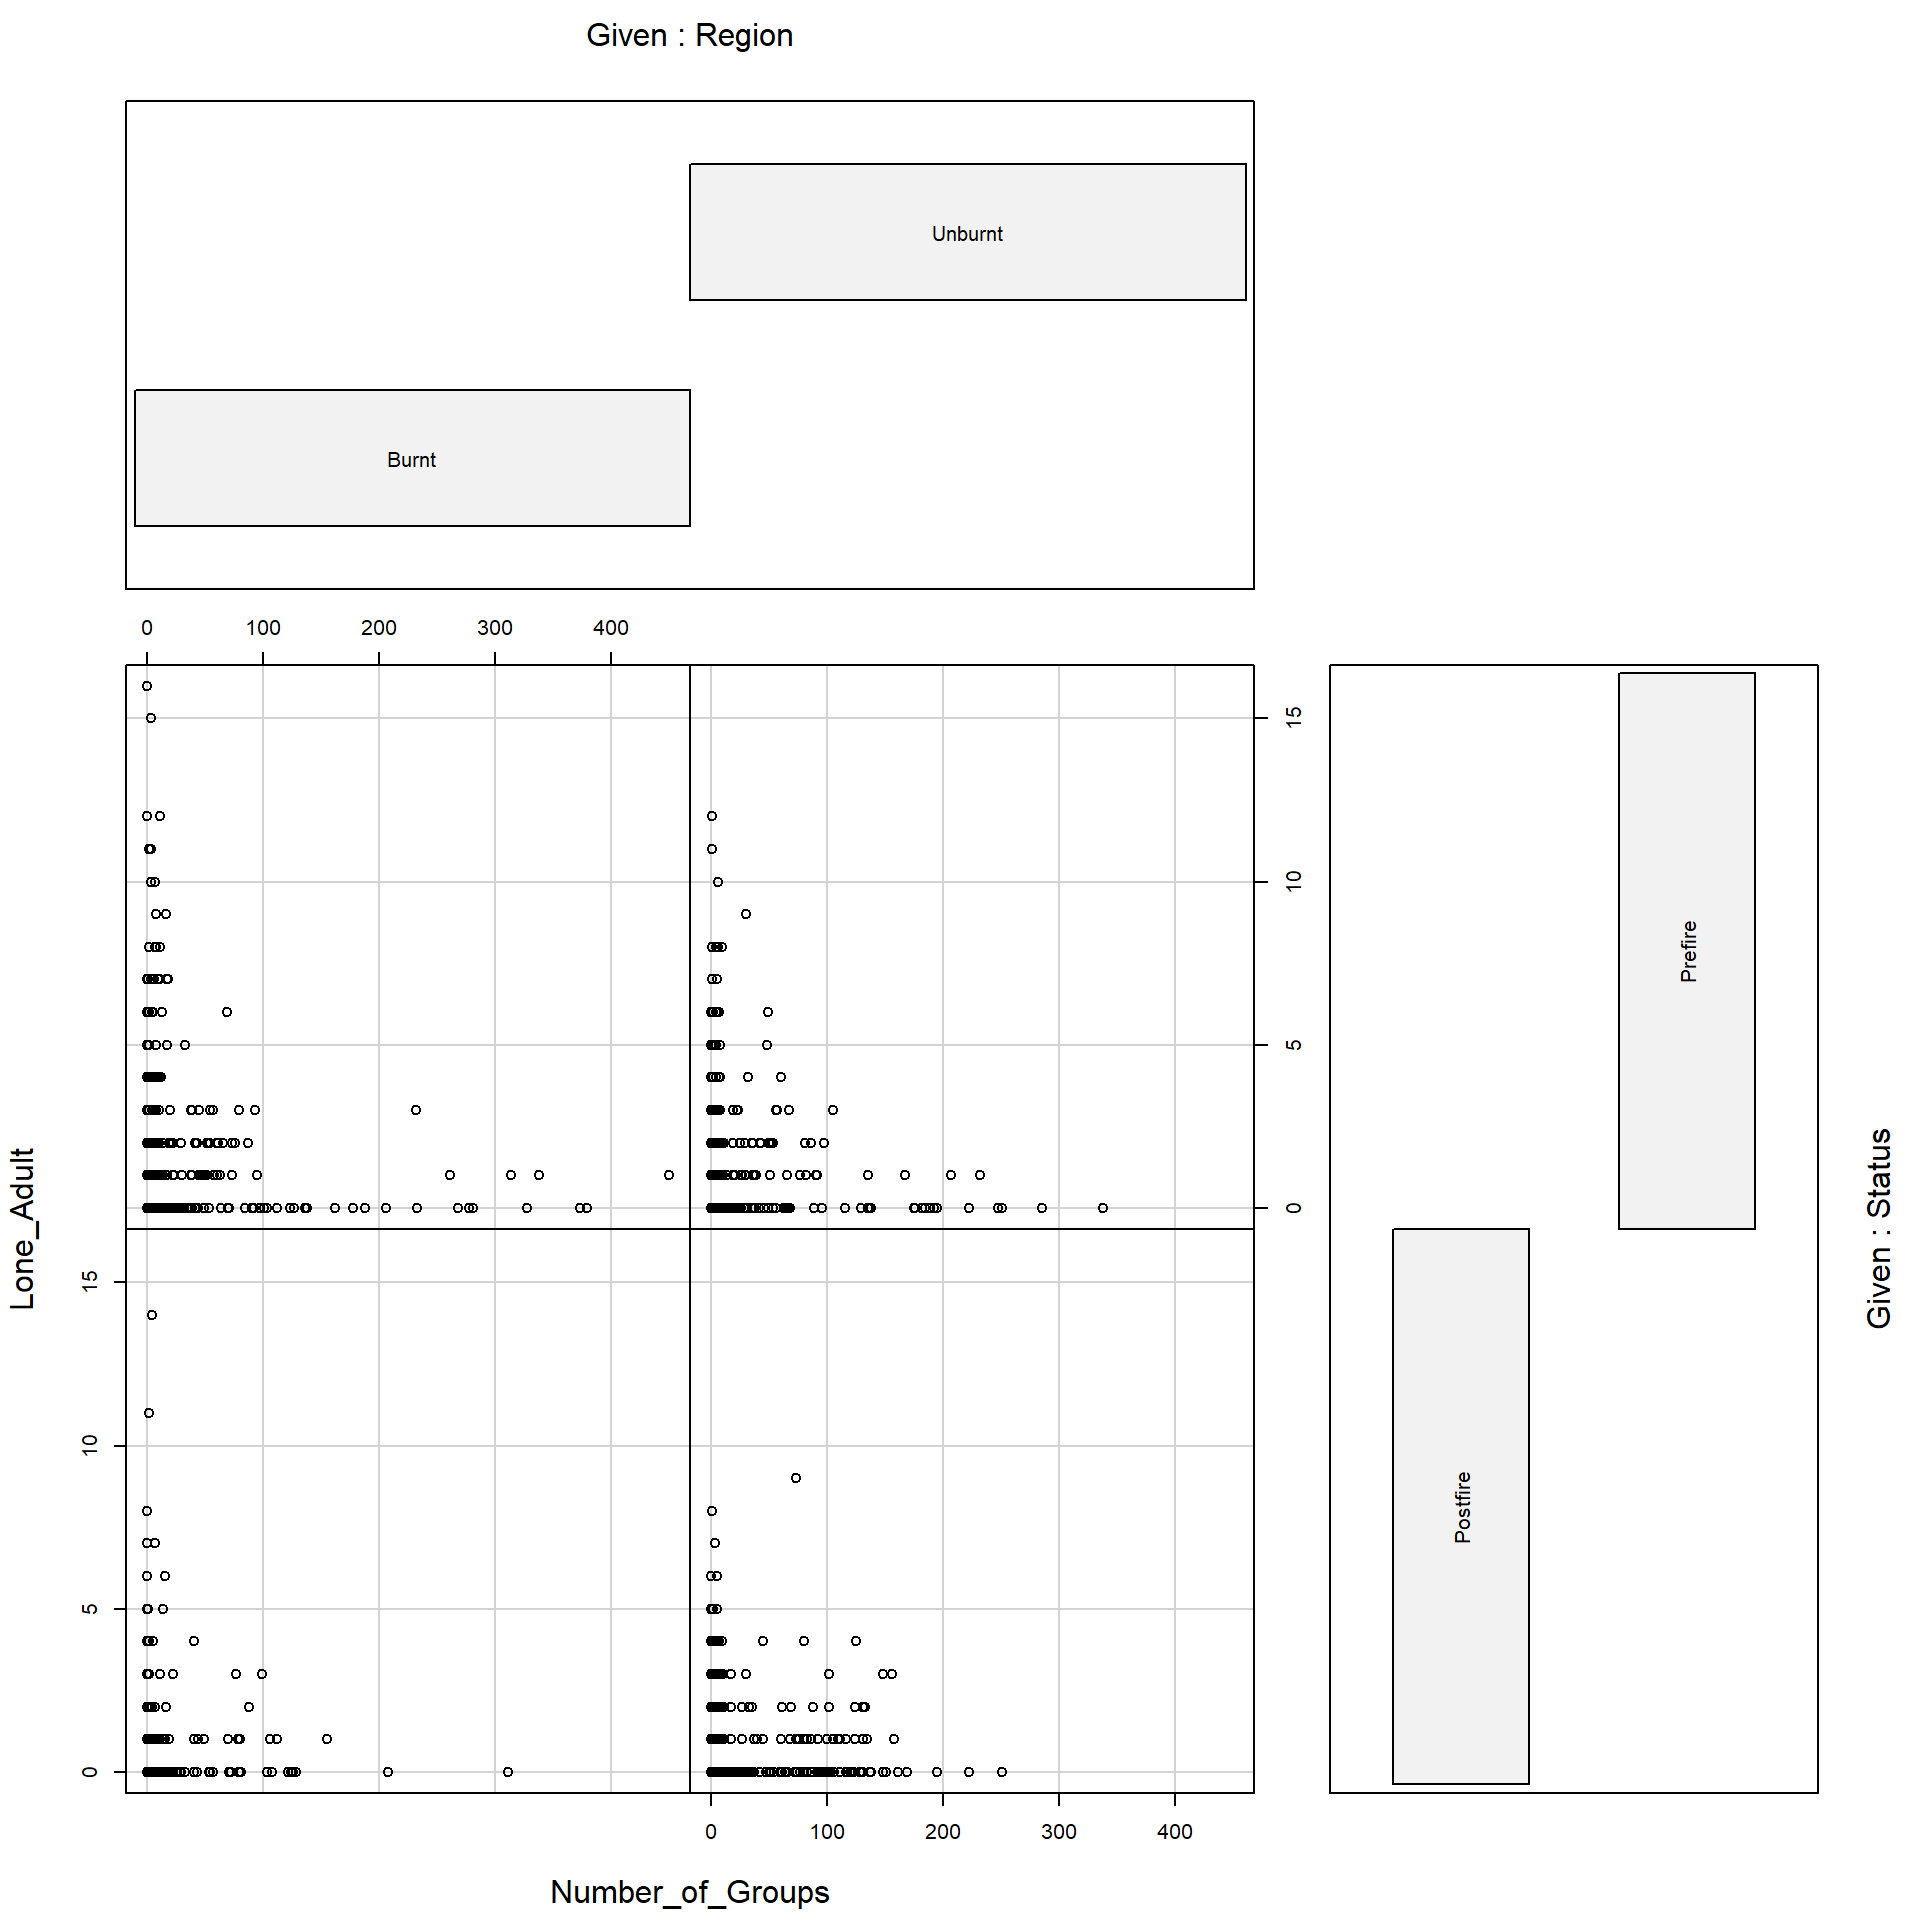 Given : Region
Unburnt
Burnt
0 100 200 300 400
15
10
5
0
Prefire
Postfire
Given : Status
Lone_Adult
15
10
5
0
0 100 200 300 400
Number_of_Groups